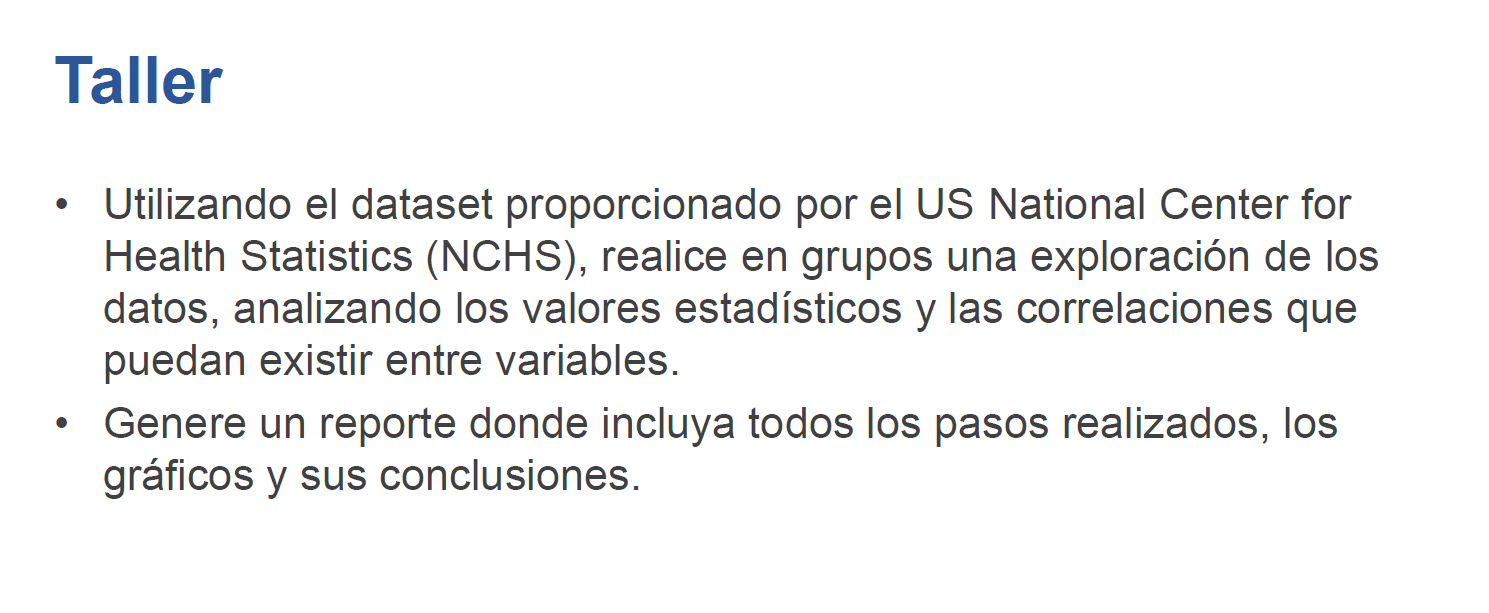 Taller
• Utilizando el dataset proporcionado por el US National Center for
Health Statistics (NCHS), realice en grupos una exploración de los
datos, analizando los valores estadísticos y las correlaciones que
puedan existir entre variables.
• Genere un reporte donde incluya todos los pasos realizados, los
gráficos y sus conclusiones.